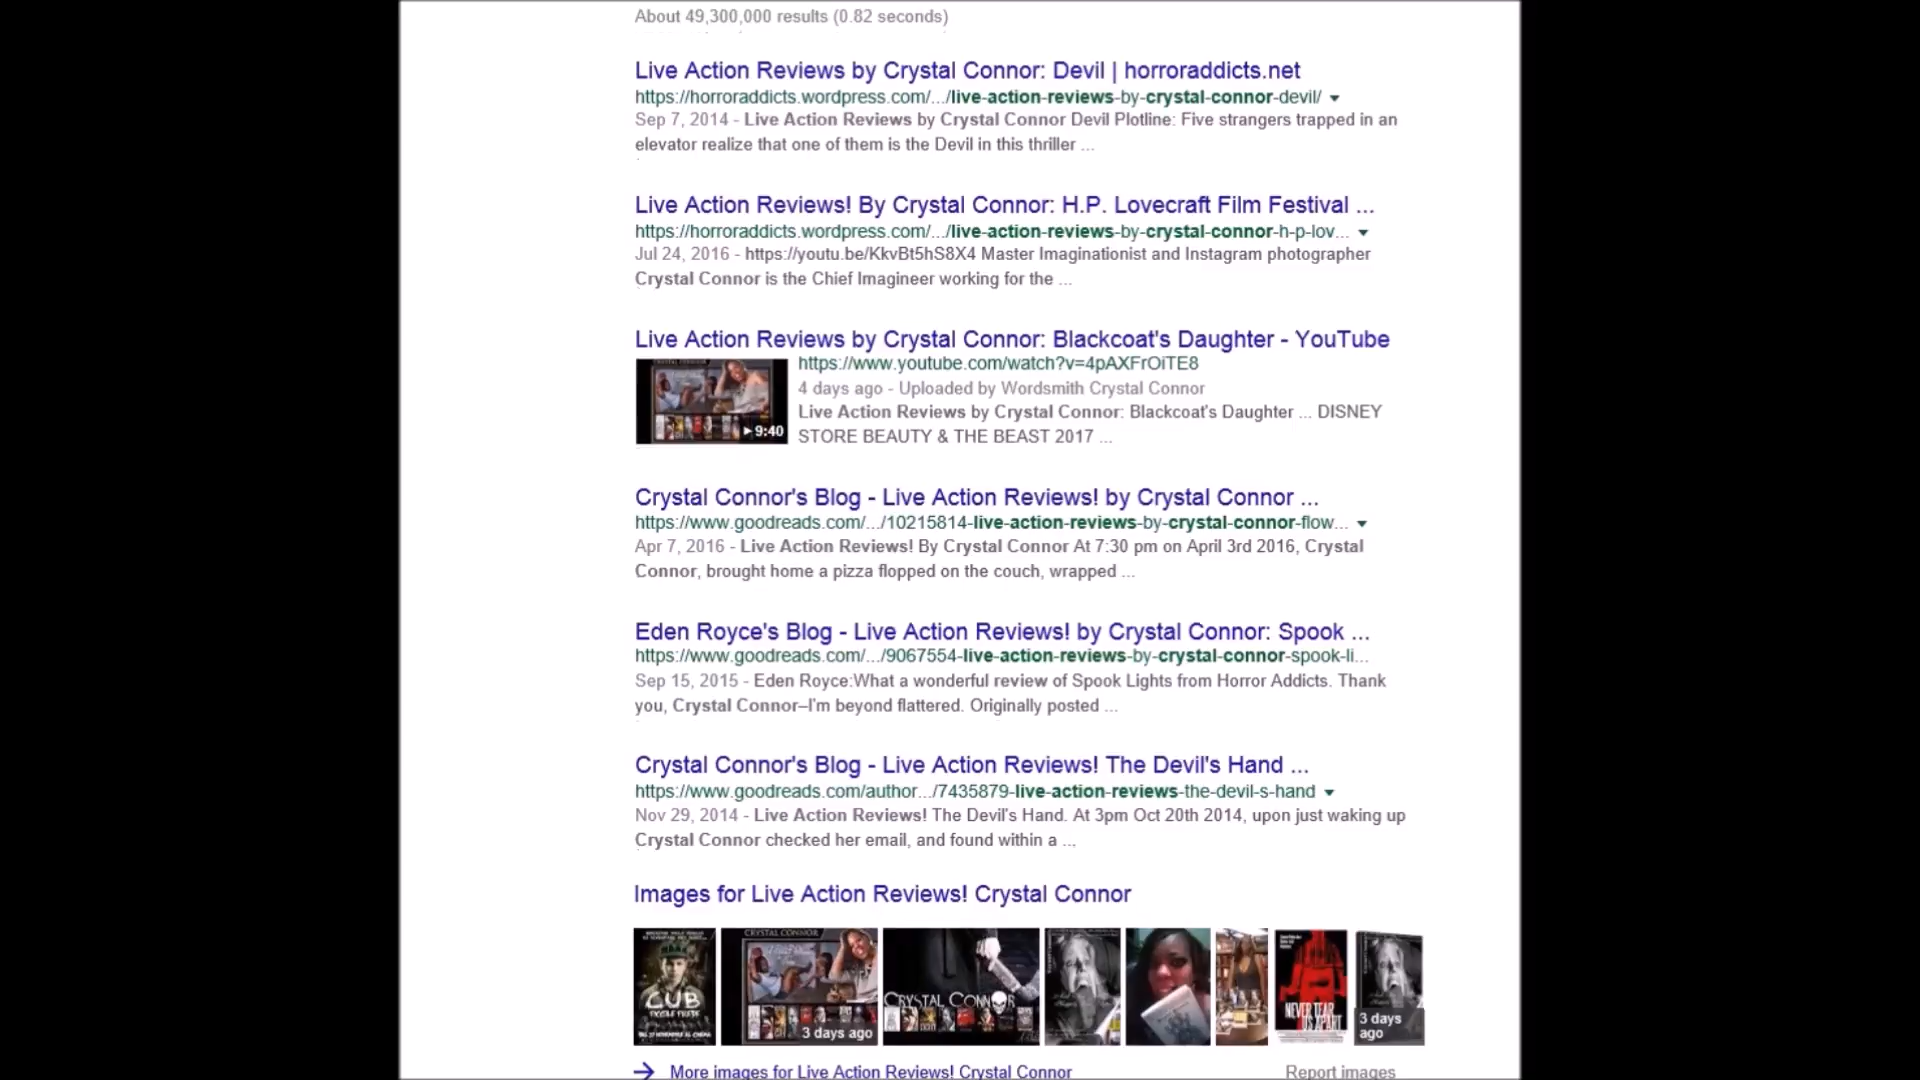 About 49,300,000 results (0.82 seconds)
Live Action Reviews by Crystal Connor: Devil | horroraddicts.net
https://horroraddicts.wordpress.com/.../live-action-reviews-by-crystal-connor-devil/
Sep 7, 2014 - Live Action Reviews by Crystal Connor Devil Plotline: Five strangers trapped in an
elevator realize that one of them is the Devil in this thriller ...
Live Action Reviews! By Crystal Connor: H.P. Lovecraft Film Festival ...
https://horroraddicts.wordpress.com/.../live-action-reviews-by-crystal-connor-h-p-lov...
Jul 24, 2016 - https://youtu.be/KkvBt5hS8X4 Master Imaginationist and Instagram photographer
Crystal Connor is the Chief Imagineer working for the ...
Live Action Reviews by Crystal Connor: Blackcoat's Daughter - YouTube
https://www.youtube.com/watch?v=4pAXFrOiTE8
4 days ago - Uploaded by Wordsmith Crystal Connor
Live Action Reviews by Crystal Connor: Blackcoat's Daughter ... DISNEY
STORE BEAUTY & THE BEAST 2017 ...
9:40
Crystal Connor's Blog - Live Action Reviews! by Crystal Connor ...
https://www.goodreads.com/.../10215814-live-action-reviews-by-crystal-connor-flow...
Apr 7, 2016 - Live Action Reviews! By Crystal Connor At 7:30 pm on April 3rd 2016, Crystal
Connor, brought home a pizza flopped on the couch, wrapped ...
Eden Royce's Blog - Live Action Reviews! by Crystal Connor: Spook ...
https://www.goodreads.com/.../9067554-live-action-reviews-by-crystal-connor-spook-li...
Sep 15, 2015 - Eden Royce:What a wonderful review of Spook Lights from Horror Addicts. Thank
you, Crystal Connor–I'm beyond flattered. Originally posted ...
Crystal Connor's Blog - Live Action Reviews! The Devil's Hand ...
https://www.goodreads.com/author.../7435879-live-action-reviews-the-devil-s-hand
Nov 29, 2014 - Live Action Reviews! The Devil's Hand. At 3pm Oct 20th 2014, upon just waking up
Crystal Connor checked her email, and found within a ...
Images for Live Action Reviews! Crystal Connor
CUB
CRYSTAL CONNOR
3 days ago
CRYSTAL CONNOR
NEVER TEAR
US APART
3 days
ago
More images for Live Action Reviews! Crystal Connor
Report images